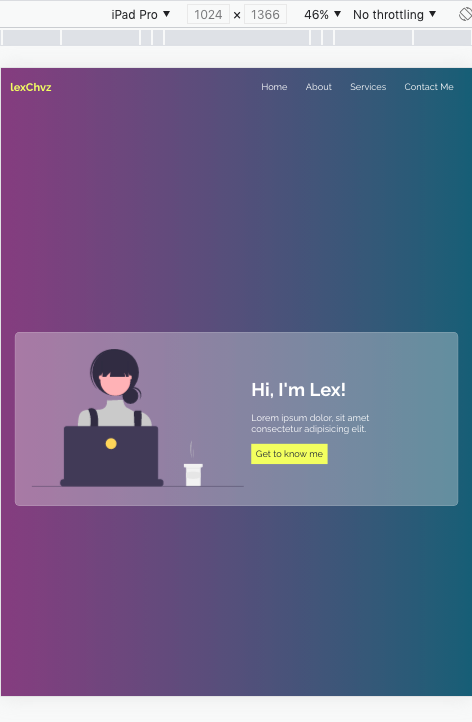 iPad Pro ▼ 1024 × 1366 46% ▼ No throttling ▼
lexChvz Home About Services Contact Me
Hi, I'm Lex!
Lorem ipsum dolor, sit amet
consectetur adipisicing elit.
Get to know me